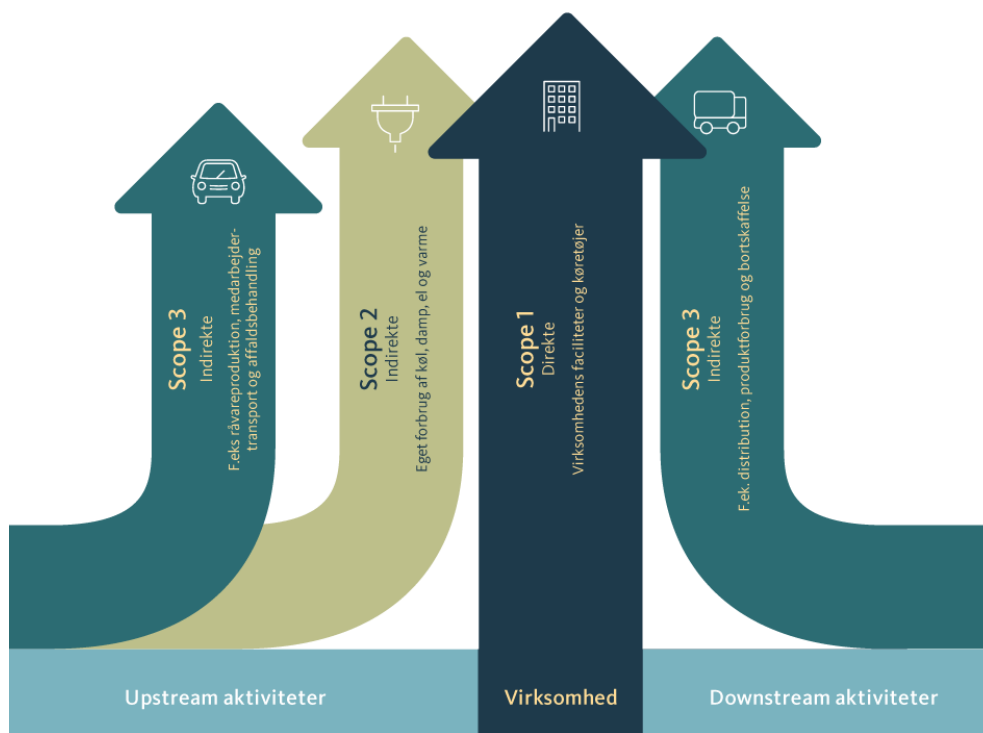 Scope 3
Indirekte
F.eks råvareproduktion, medarbejder-
transport og affaldsbehandling
Scope 2
Indirekte
Eget forbrug af køl, damp, el og varme
Scope 1
Direkte
Virksomhedens faciliteter og køretøjer
Scope 3
Indirekte
F.ek. distribution, produktforbrug og bortskaffelse
Upstream aktiviteter
Virksomhed
Downstream aktiviteter